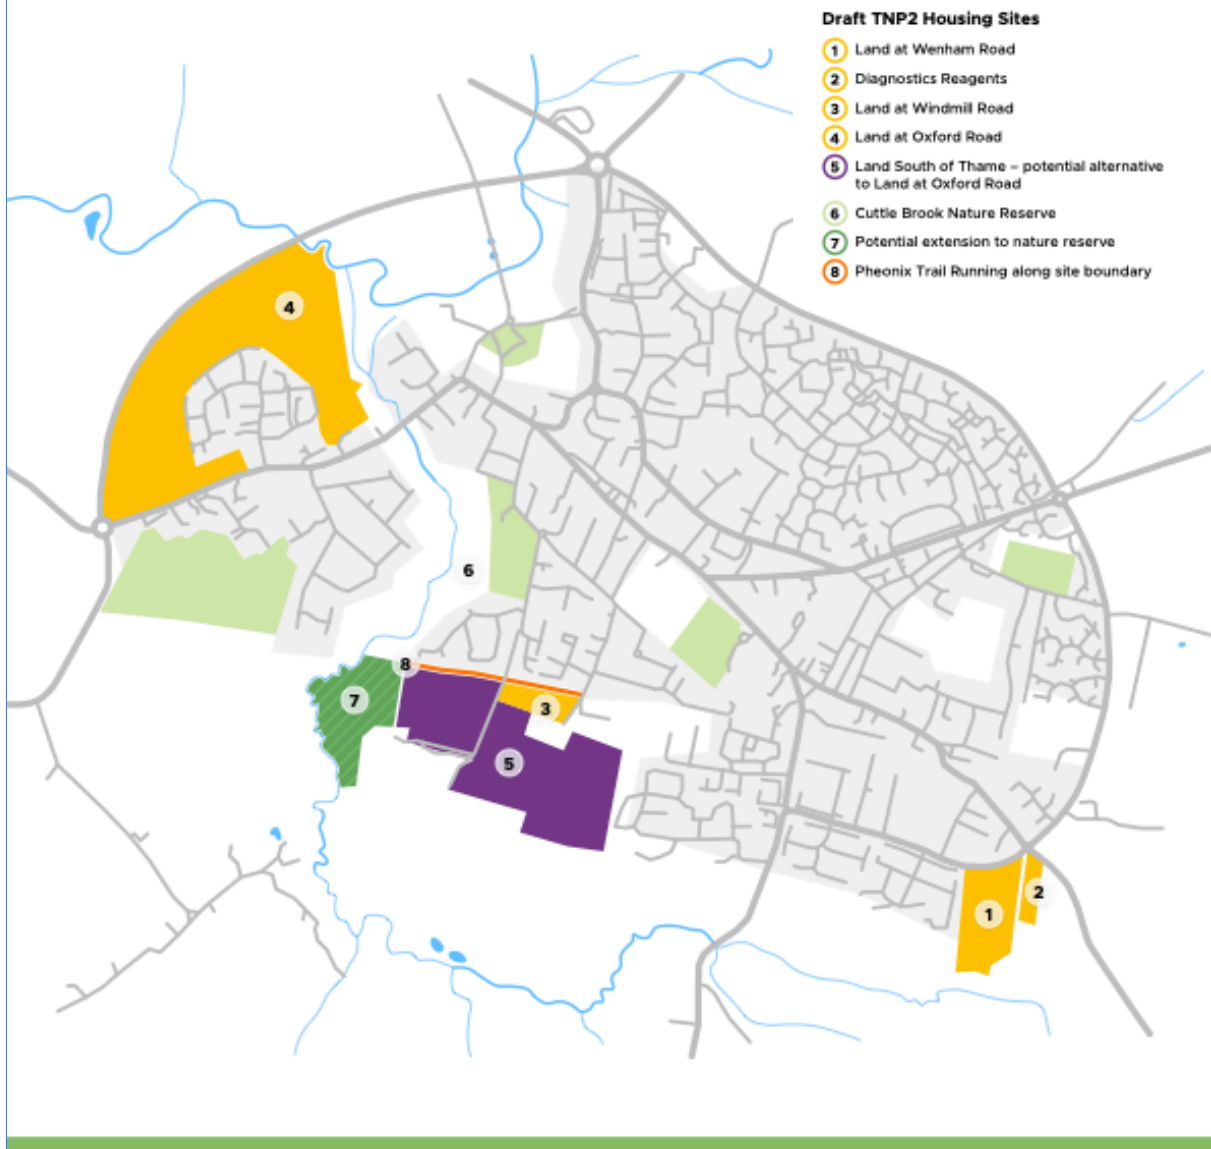 Draft TNP2 Housing Sites
1 Land at Wenham Road
2 Diagnostics Reagents
3 Land at Windmill Road
4 Land at Oxford Road
5 Land South of Thame – potential alternative
to Land at Oxford Road
6 Cuttle Brook Nature Reserve
7 Potential extension to nature reserve
8 Pheonix Trail Running along site boundary
4
6
8
7
3
5
2
1